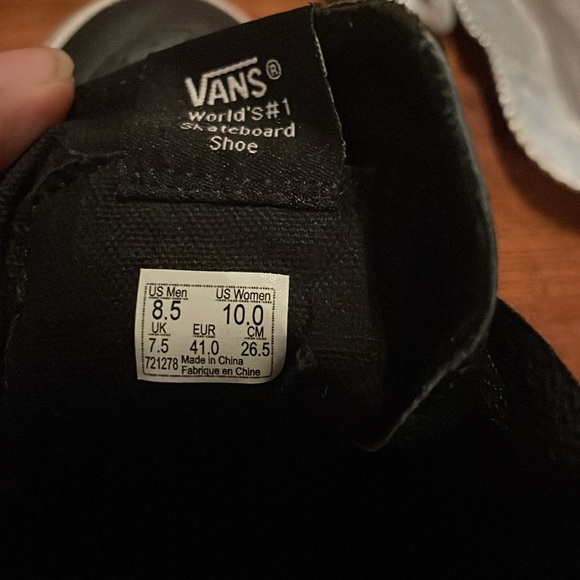 VANS®
World's#1
Skateboard
Shoe
US Men US Women
8.5 10.0
UK EUR CM
7.5 41.0 26.5
721278 Made in China
Fabrique en Chine